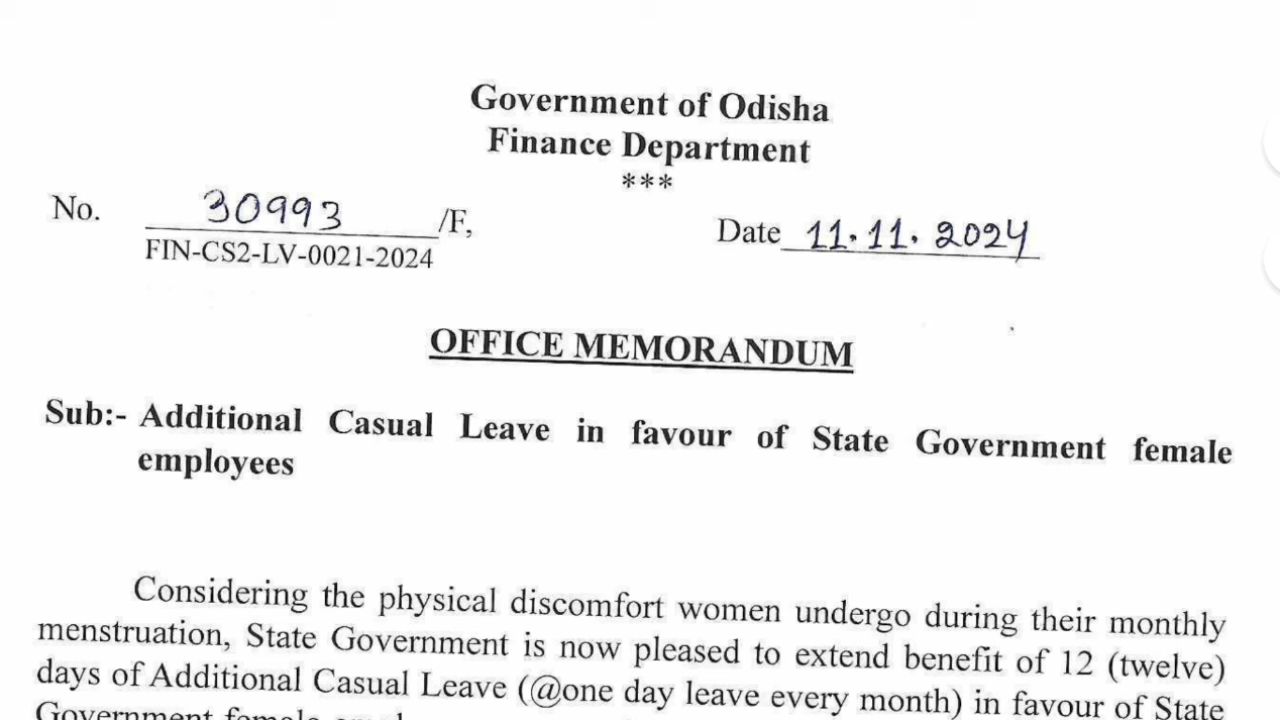 Government of Odisha
Finance Department
***
No. 30993 /F,
Date 11.11.2024
FIN-CS2-LV-0021-2024
OFFICE MEMORANDUM
Sub:- Additional Casual Leave in favour of State Government female
employees
Considering the physical discomfort women undergo during their monthly
menstruation, State Government is now pleased to extend benefit of 12 (twelve)
days of Additional Casual Leave (@one day leave every month) in favour of State
Government female